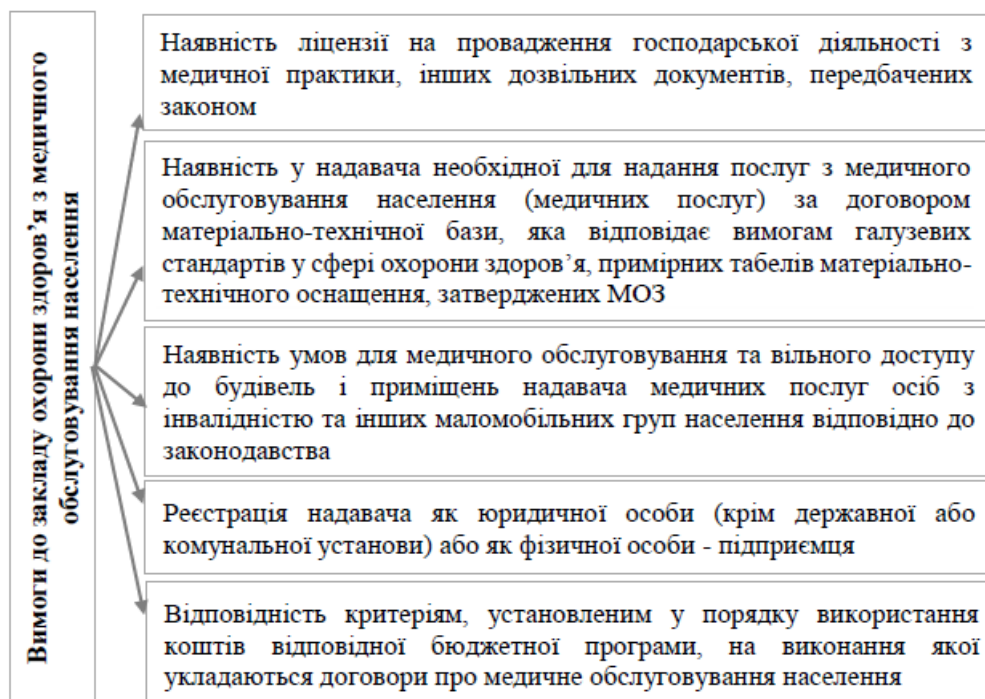 Вимоги до закладу охорони здоров’я з медичного
обслуговування населення
Наявність ліцензії на провадження господарської діяльності з
медичної практики, інших дозвільних документів, передбачених
законом
Наявність у надавача необхідної для надання послуг з медичного
обслуговування населення (медичних послуг) за договором
матеріально-технічної бази, яка відповідає вимогам галузевих
стандартів у сфері охорони здоров’я, примірних табелів матеріально-
технічного оснащення, затверджених МОЗ
Наявність умов для медичного обслуговування та вільного доступу
до будівель і приміщень надавача медичних послуг осіб з
інвалідністю та інших маломобільних груп населення відповідно до
законодавства
Реєстрація надавача як юридичної особи (крім державної або
комунальної установи) або як фізичної особи - підприємця
Відповідність критеріям, установленим у порядку використання
коштів відповідної бюджетної програми, на виконання якої
укладаються договори про медичне обслуговування населення